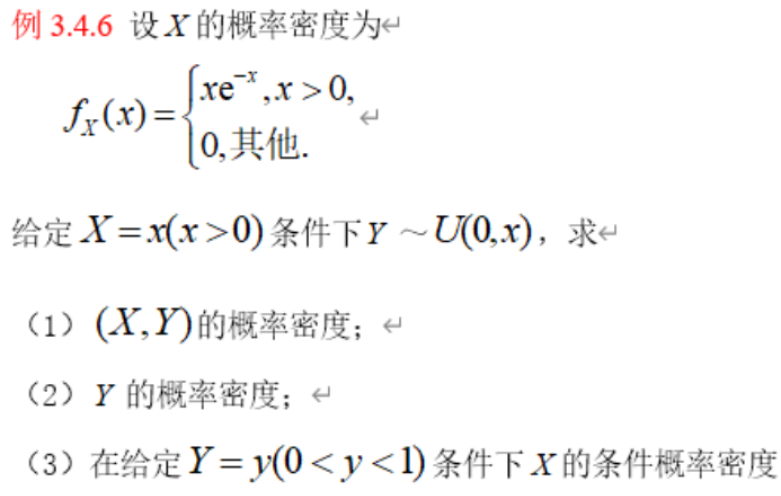 例 3.4.6 设 X 的概率密度为↵
f_X(x) = { xe^{-x}, x > 0, ↵
0, 其他.
给定 X = x(x > 0) 条件下 Y ～ U(0, x)，求↵
（1）(X, Y) 的概率密度；↵
（2）Y 的概率密度；↵
（3）在给定 Y = y(0 < y < 1) 条件下 X 的条件概率密度